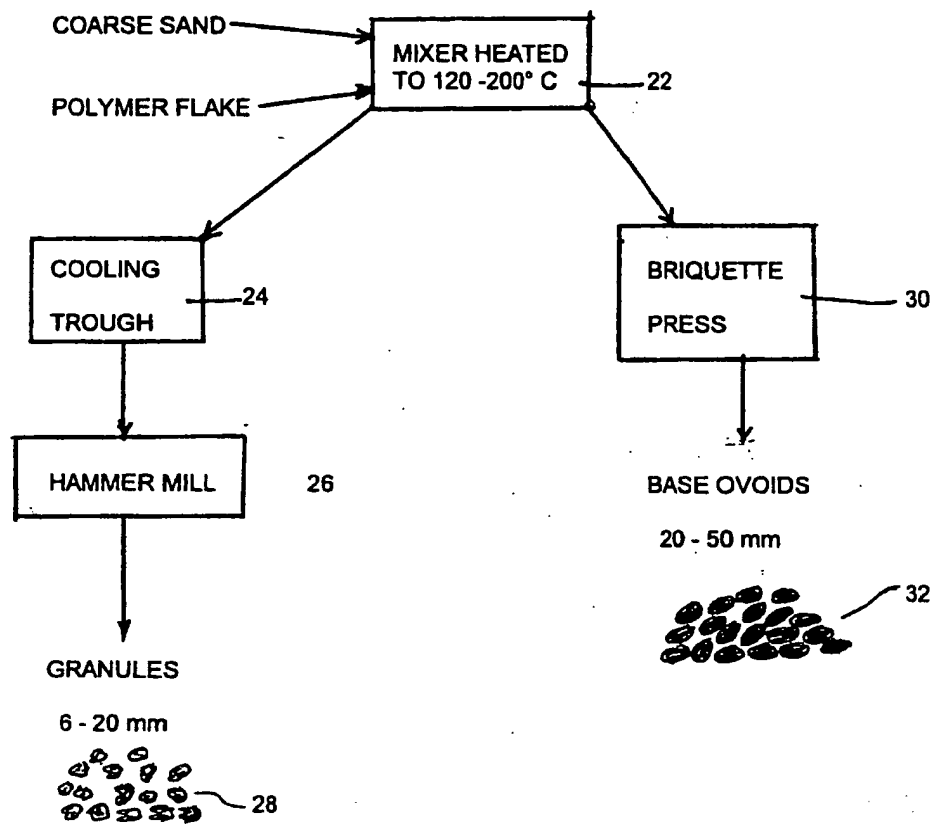 COARSE SAND
MIXER HEATED
TO 120 -200° C
22
POLYMER FLAKE
COOLING
TROUGH
24
BRIQUETTE
PRESS
30
HAMMER MILL
26
BASE OVOIDS
20 - 50 mm
32
GRANULES
6 - 20 mm
28